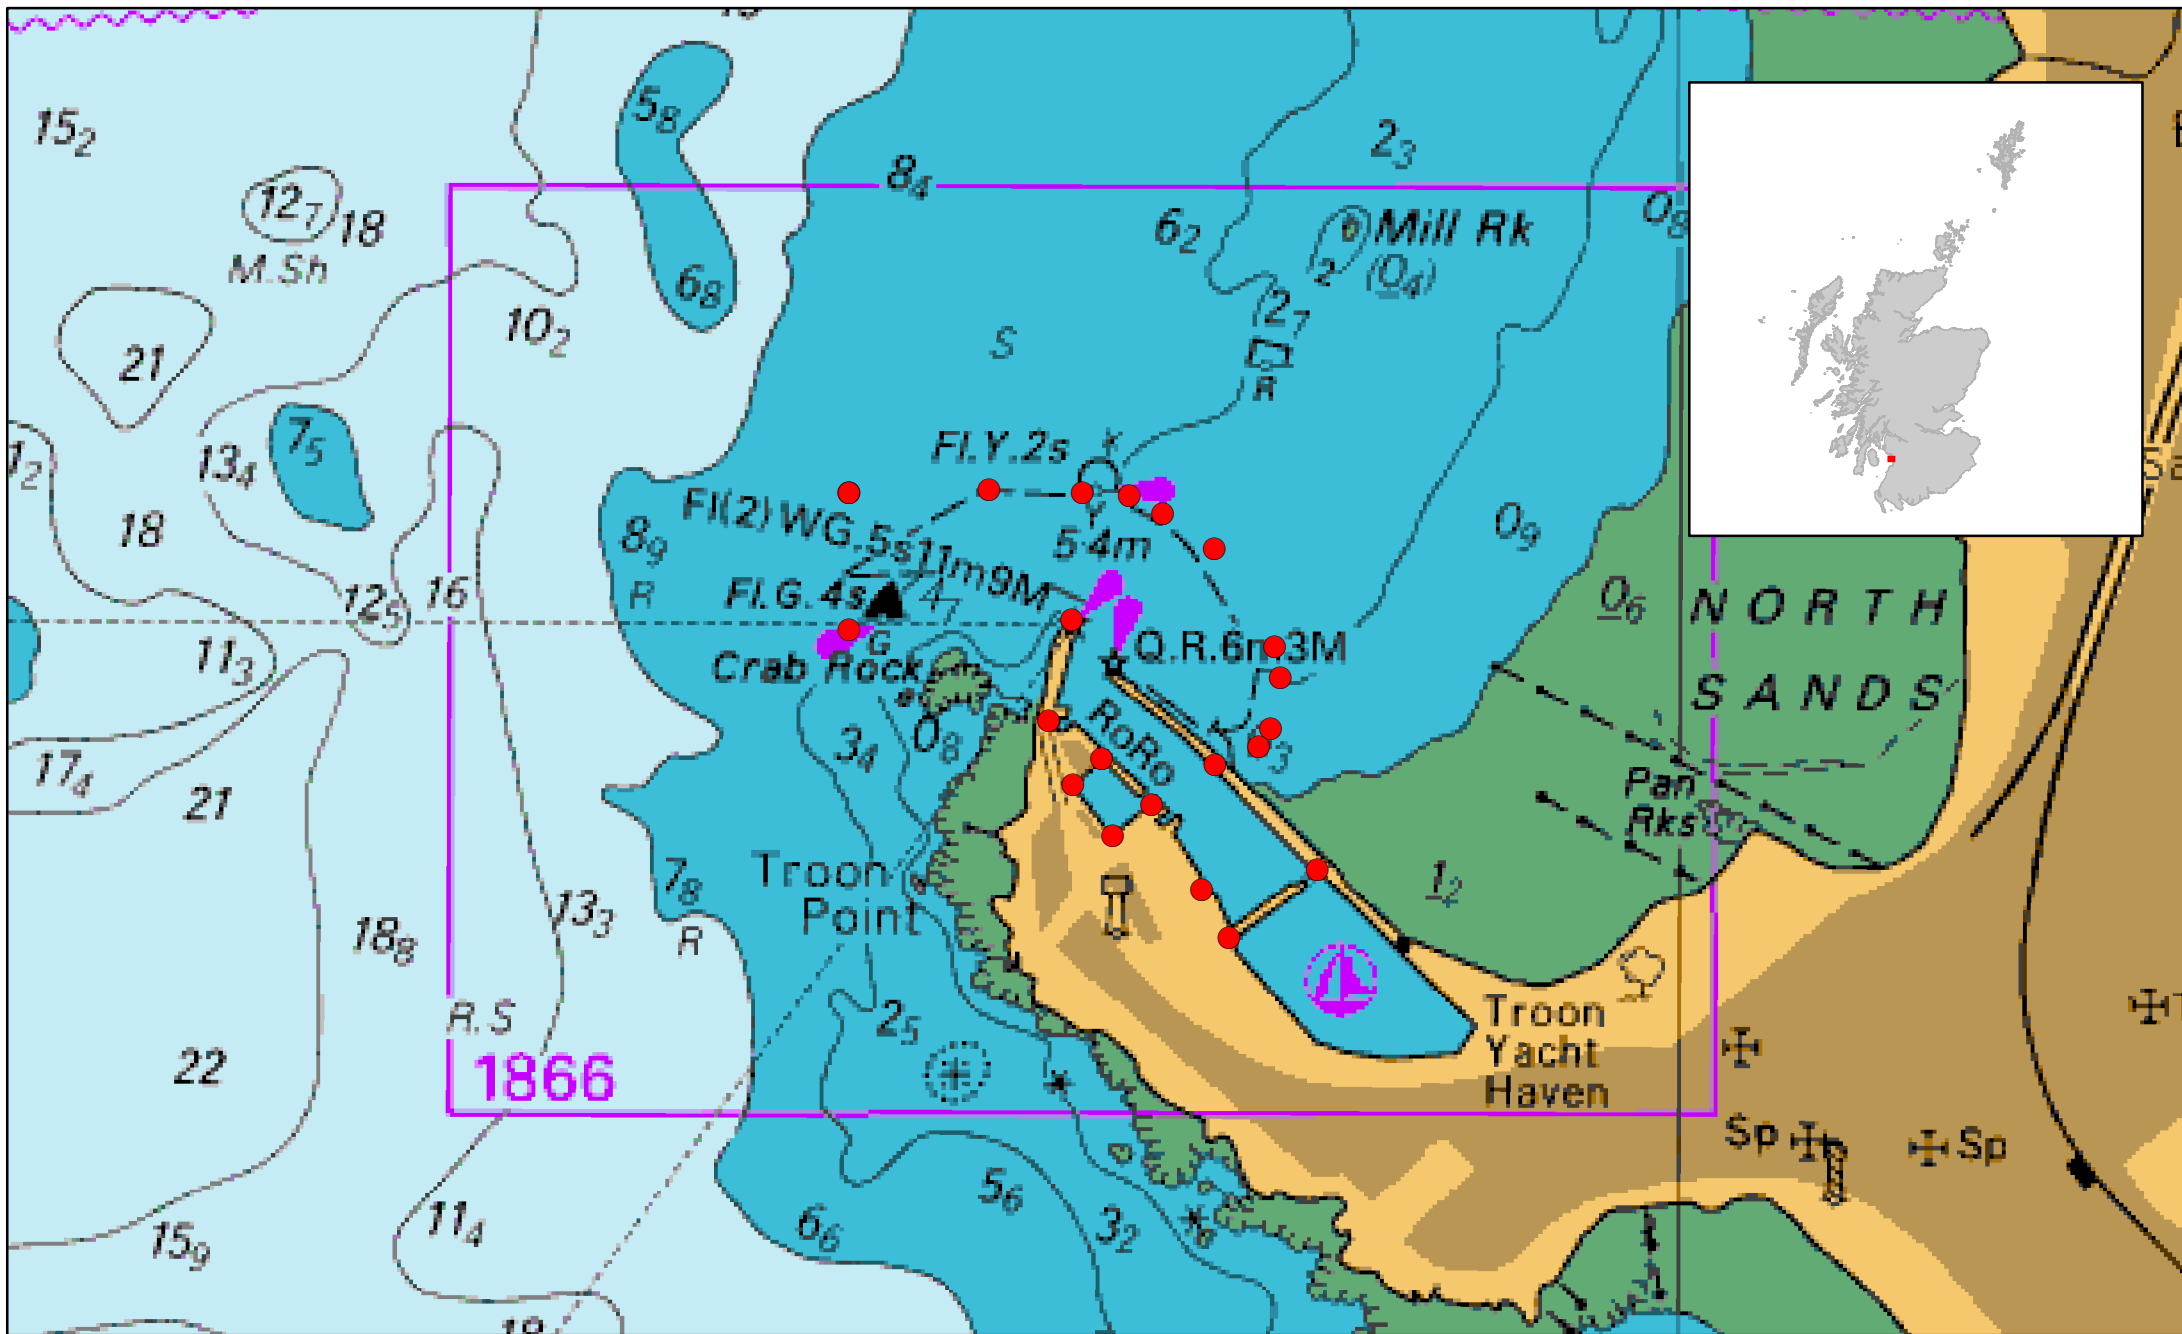 15₂
5₈
2₃
8₄
12₇
18
M.Sh
6₂
Mill Rk
(0₄)
2
0₈
6₈
2₇
10₂
S
21
R
7₅
13₄
Fl.Y.2s
K
Y
Fl(2)WG.5s11m9M
5·4m
8₉
R
0₉
18
12₅
16
Fl.G.4s
4₇
G
0₆
NORTH
SANDS
11₃
Crab Rock
Q.R.6m3M
RoRo
3₄
0₈
17₄
21
Pan
Rks
Troon
Point
7₈
R
1₂
13₃
18₈
R.S
2₅
Troon
Yacht
Haven
22
1866
Sp
Sp
5₆
3₂
6₆
11₄
15₉
19